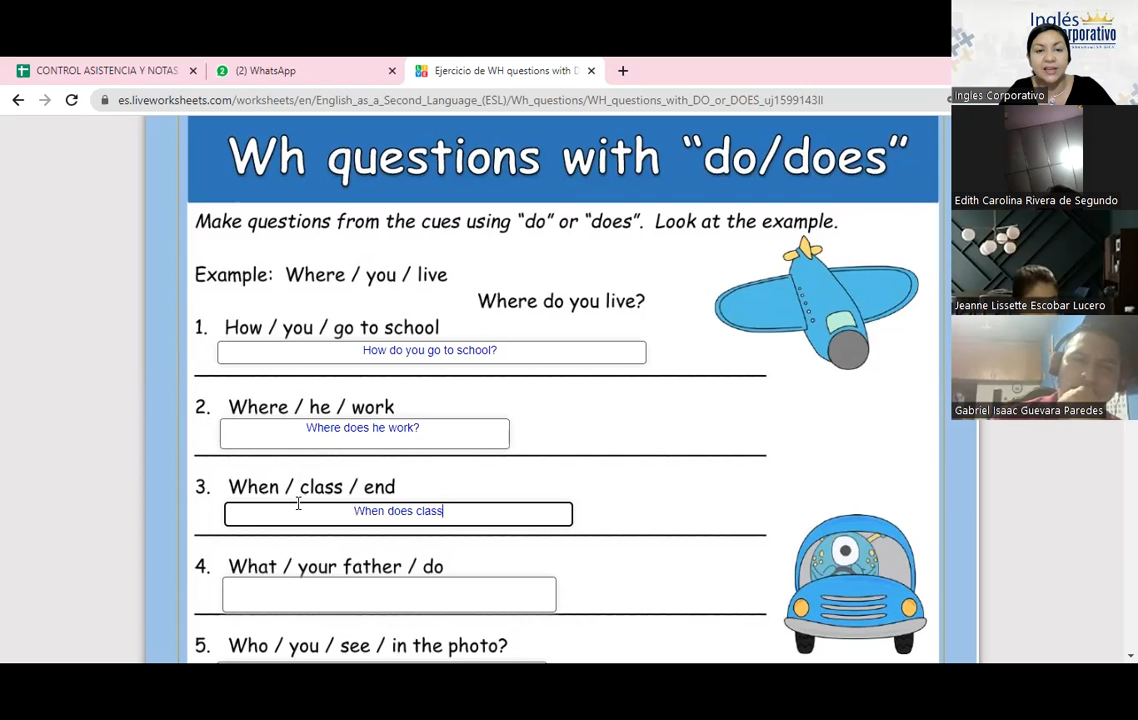 Inglés
Corporativo
CONTROL ASISTENCIA Y NOTAS
2
(2) WhatsApp
Ejercicio de WH questions with D
Ingles Corporativo
es.liveworksheets.com/worksheets/en/English_as_a_Second_Language_(ESL)/Wh_questions/WH_questions_with_DO_or_DOES_uj1599143II
Wh questions with “do/does”
Make questions from the cues using “do” or “does”. Look at the example.
Edith Carolina Rivera de Segundo
Example: Where / you / live
Where do you live?
Jeanne Lissette Escobar Lucero
1. How / you / go to school
How do you go to school?
2. Where / he / work
Where does he work?
Gabriel Isaac Guevara Paredes
3. When / class / end
When does class
4. What / your father / do
5. Who / you / see / in the photo?